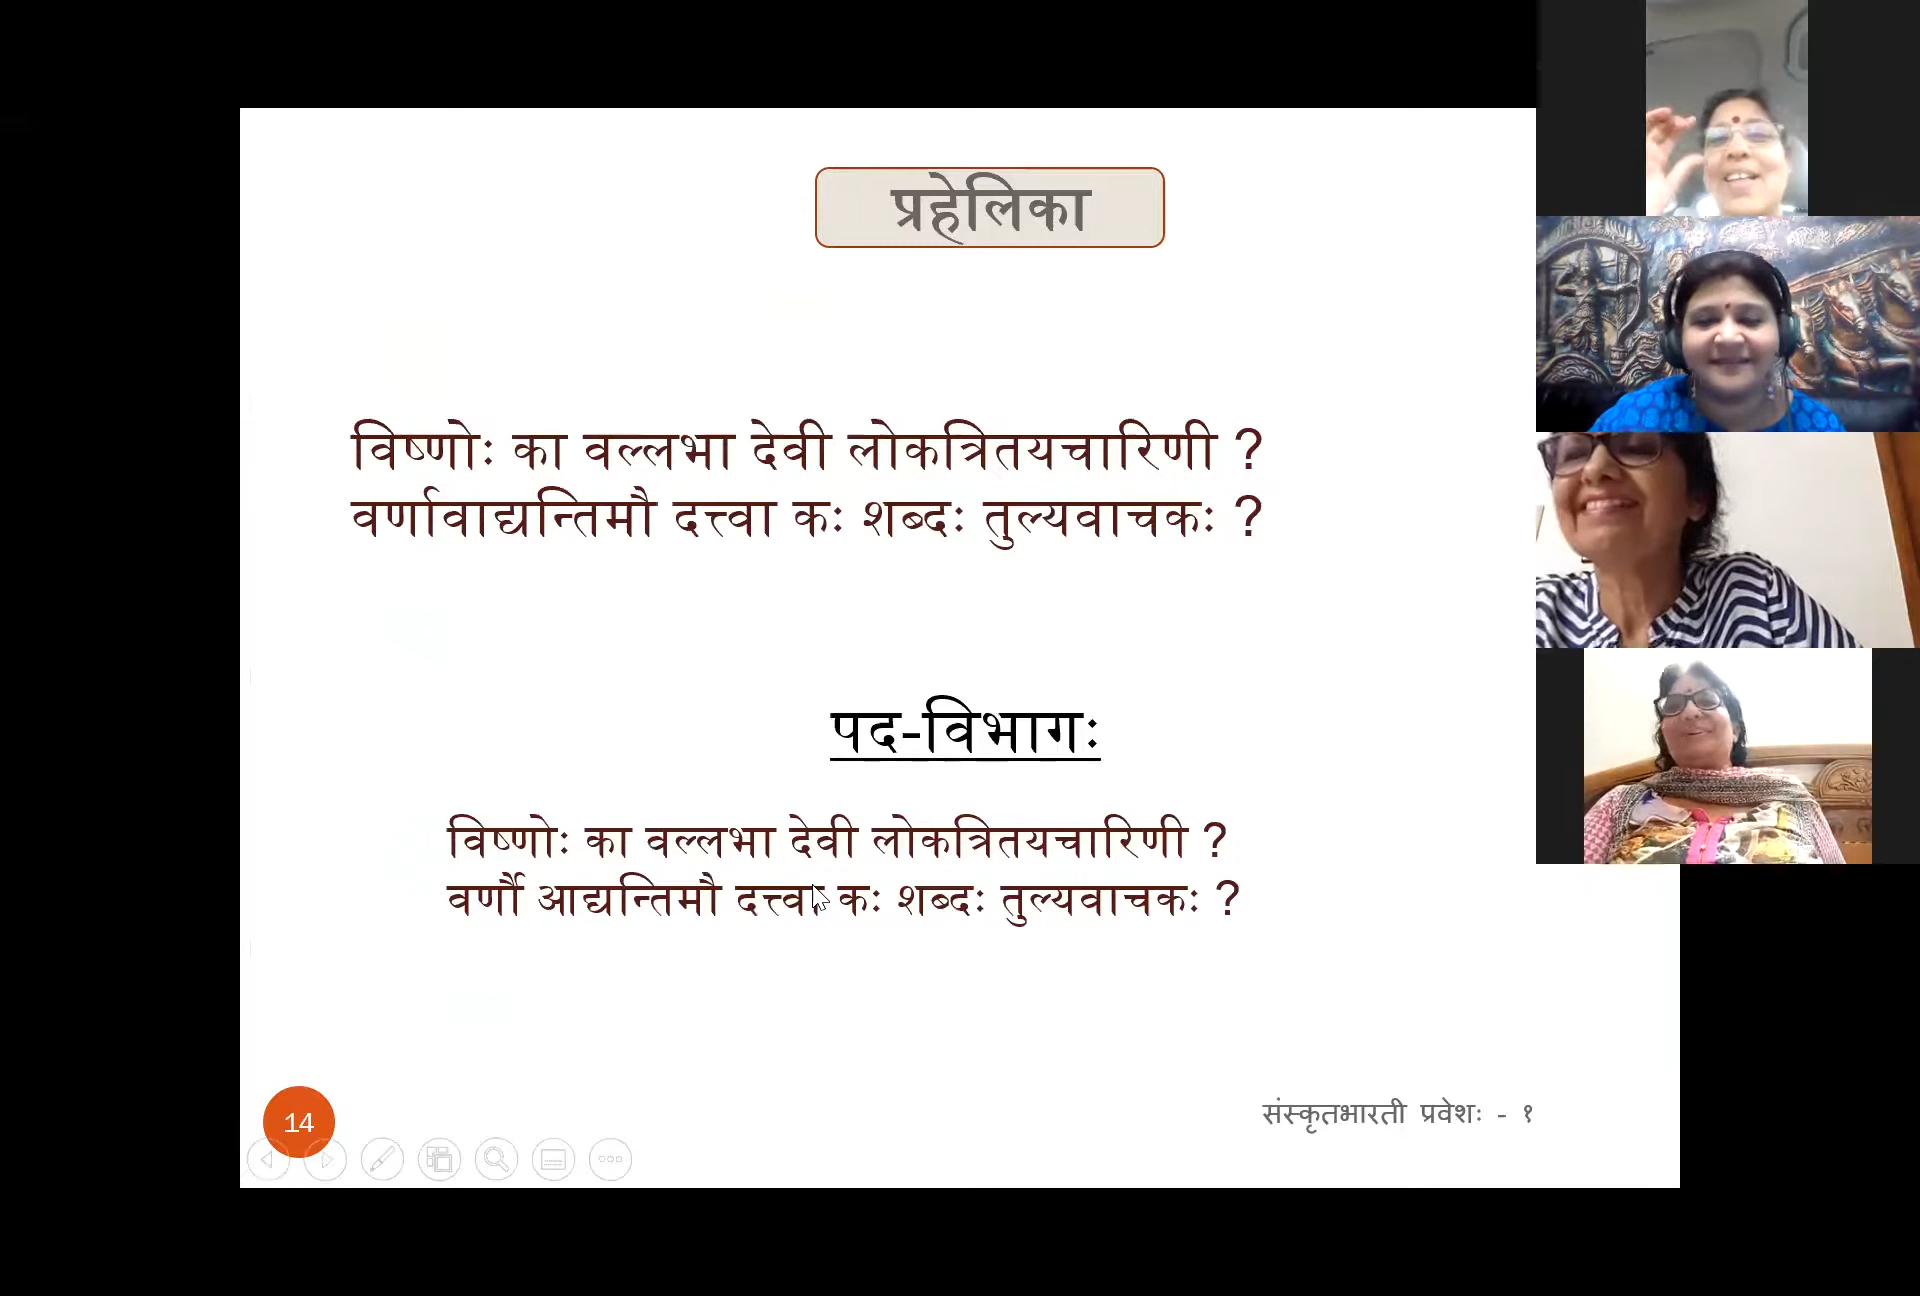 प्रहेलिका
विष्णोः का वल्लभा देवी लोकत्रितयचारिणी ?
वर्णावाद्यन्तिमौ दत्त्वा कः शब्दः तुल्यवाचकः ?
पद-विभागः
विष्णोः का वल्लभा देवी लोकत्रितयचारिणी ?
वर्णौ आद्यन्तिमौ दत्त्वा कः शब्दः तुल्यवाचकः ?
14
संस्कृतभारती प्रवेशः - १